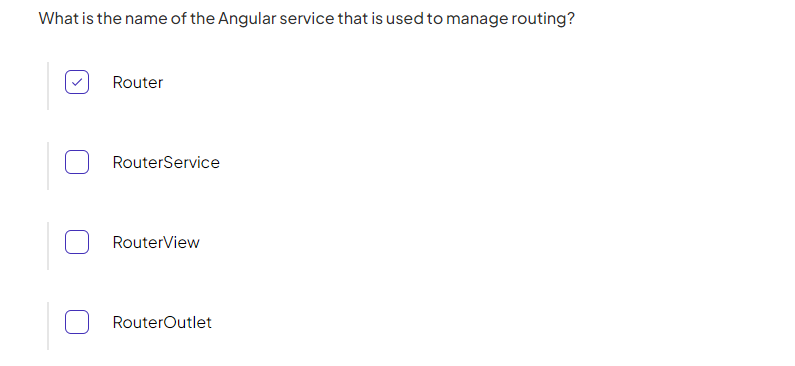 What is the name of the Angular service that is used to manage routing?
Router
RouterService
RouterView
RouterOutlet